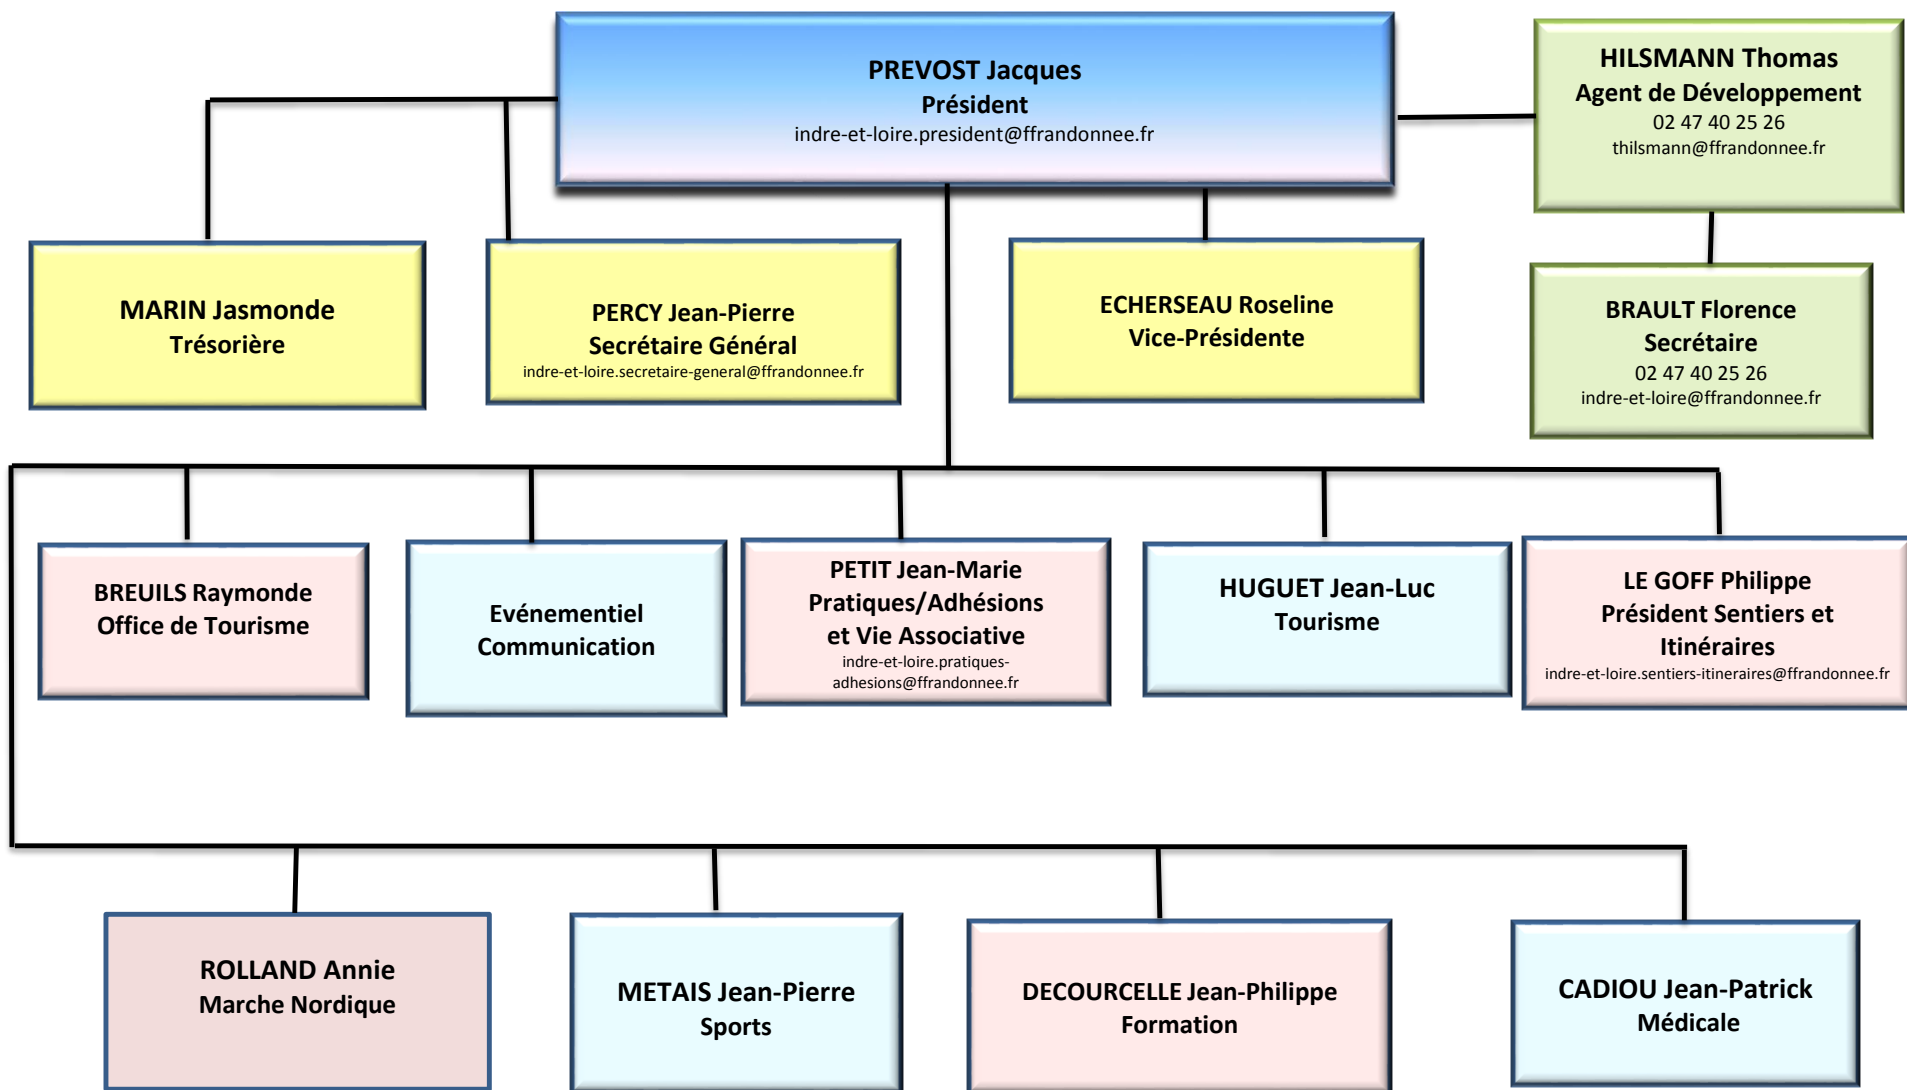 PREVOST Jacques
Président
indre-et-loire.president@ffrandonnee.fr
HILSMANN Thomas
Agent de Développement
02 47 40 25 26
thilsmann@ffrandonnee.fr
MARIN Jasmonde
Trésorière
PERCY Jean-Pierre
Secrétaire Général
indre-et-loire.secretaire-general@ffrandonnee.fr
ECHERSEAU Roseline
Vice-Présidente
BRAULT Florence
Secrétaire
02 47 40 25 26
indre-et-loire@ffrandonnee.fr
BREUILS Raymonde
Office de Tourisme
Evénementiel
Communication
PETIT Jean-Marie
Pratiques/Adhésions
et Vie Associative
indre-et-loire.pratiques-
adhesions@ffrandonnee.fr
HUGUET Jean-Luc
Tourisme
LE GOFF Philippe
Président Sentiers et
Itinéraires
indre-et-loire.sentiers-itineraires@ffrandonnee.fr
ROLLAND Annie
Marche Nordique
METAIS Jean-Pierre
Sports
DECOURCELLE Jean-Philippe
Formation
CADIOU Jean-Patrick
Médicale